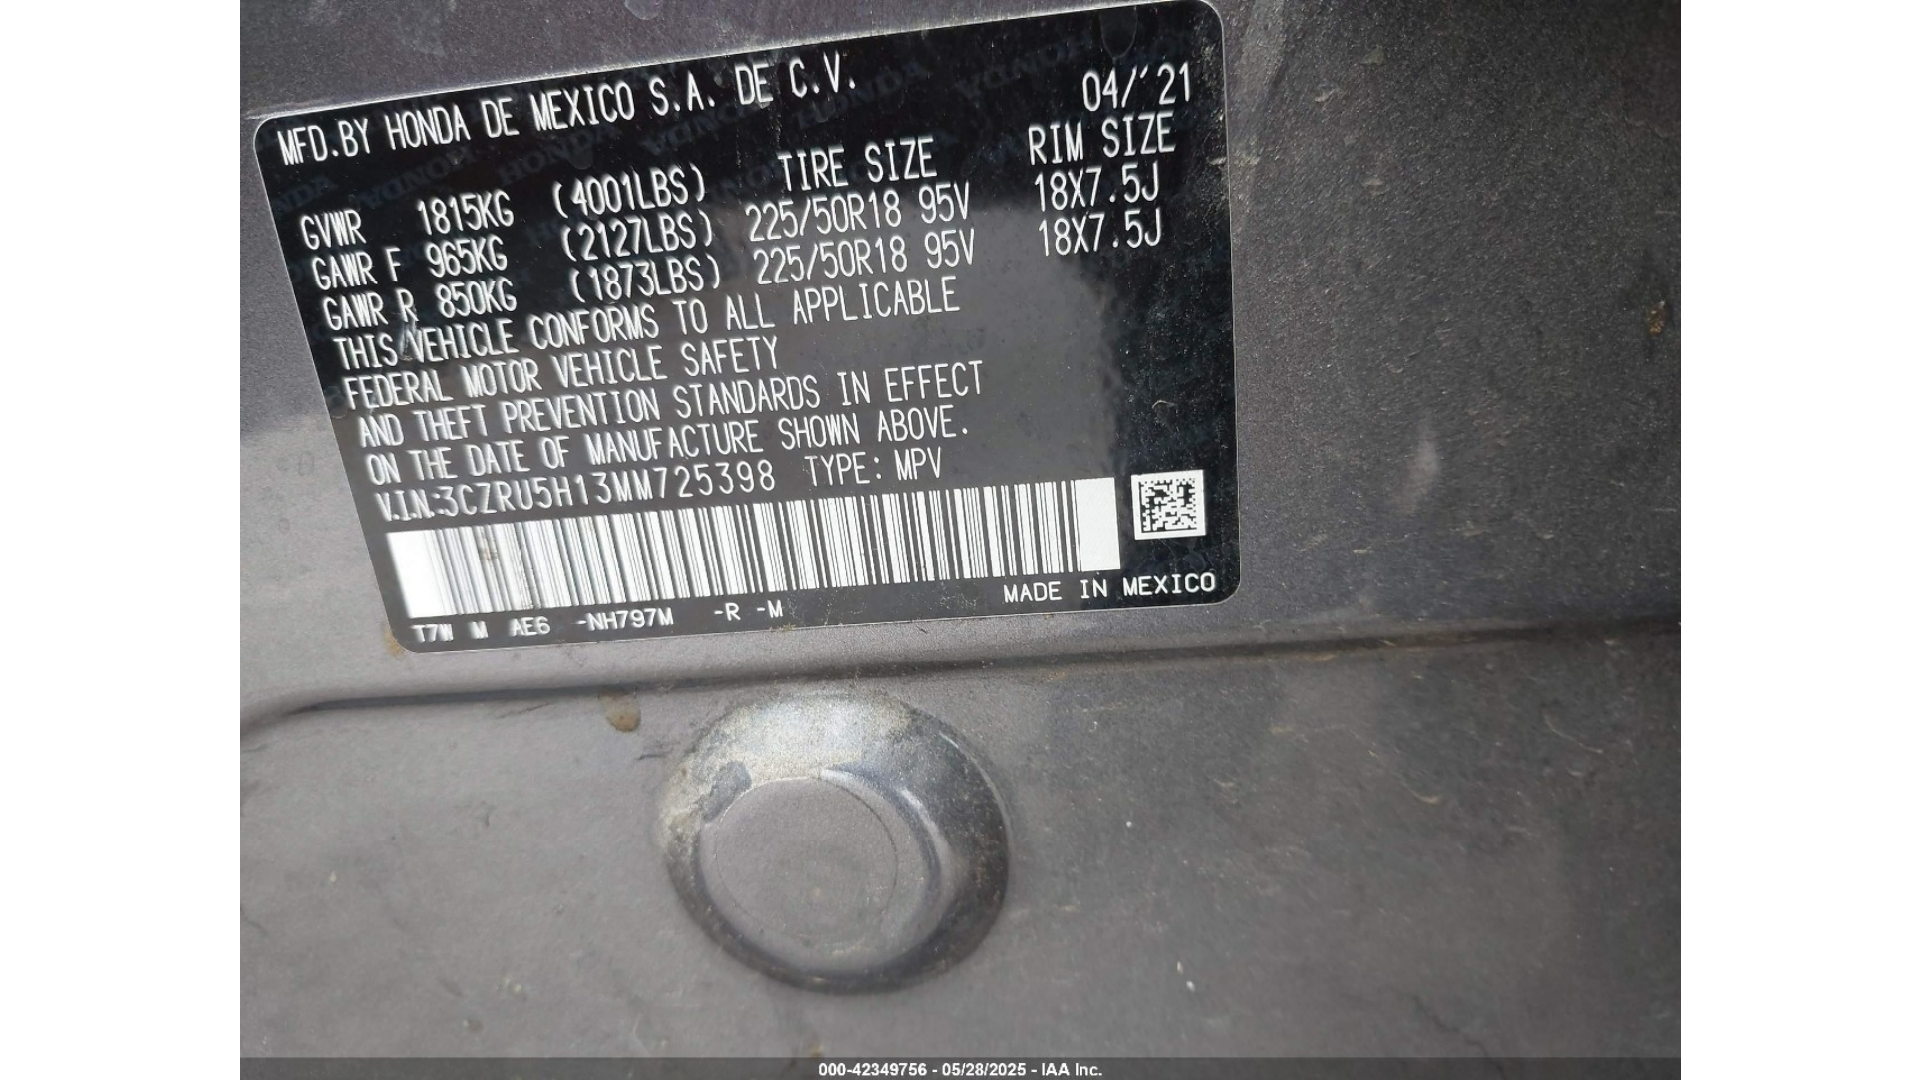 MFD.BY HONDA DE MEXICO S.A. DE C.V. 04/'21
TIRE SIZE RIM SIZE
GVWR 1815KG (4001LBS)
GAWR F 965KG (2127LBS) 225/50R18 95V 18X7.5J
GAWR R 850KG (1873LBS) 225/50R18 95V 18X7.5J
THIS VEHICLE CONFORMS TO ALL APPLICABLE
FEDERAL MOTOR VEHICLE SAFETY
AND THEFT PREVENTION STANDARDS IN EFFECT
ON THE DATE OF MANUFACTURE SHOWN ABOVE.
V.I.N:3CZRU5H13MM725398 TYPE: MPV
MADE IN MEXICO
T7W M AE6 -NH797M -R -M
000-42349756 - 05/28/2025 - IAA Inc.